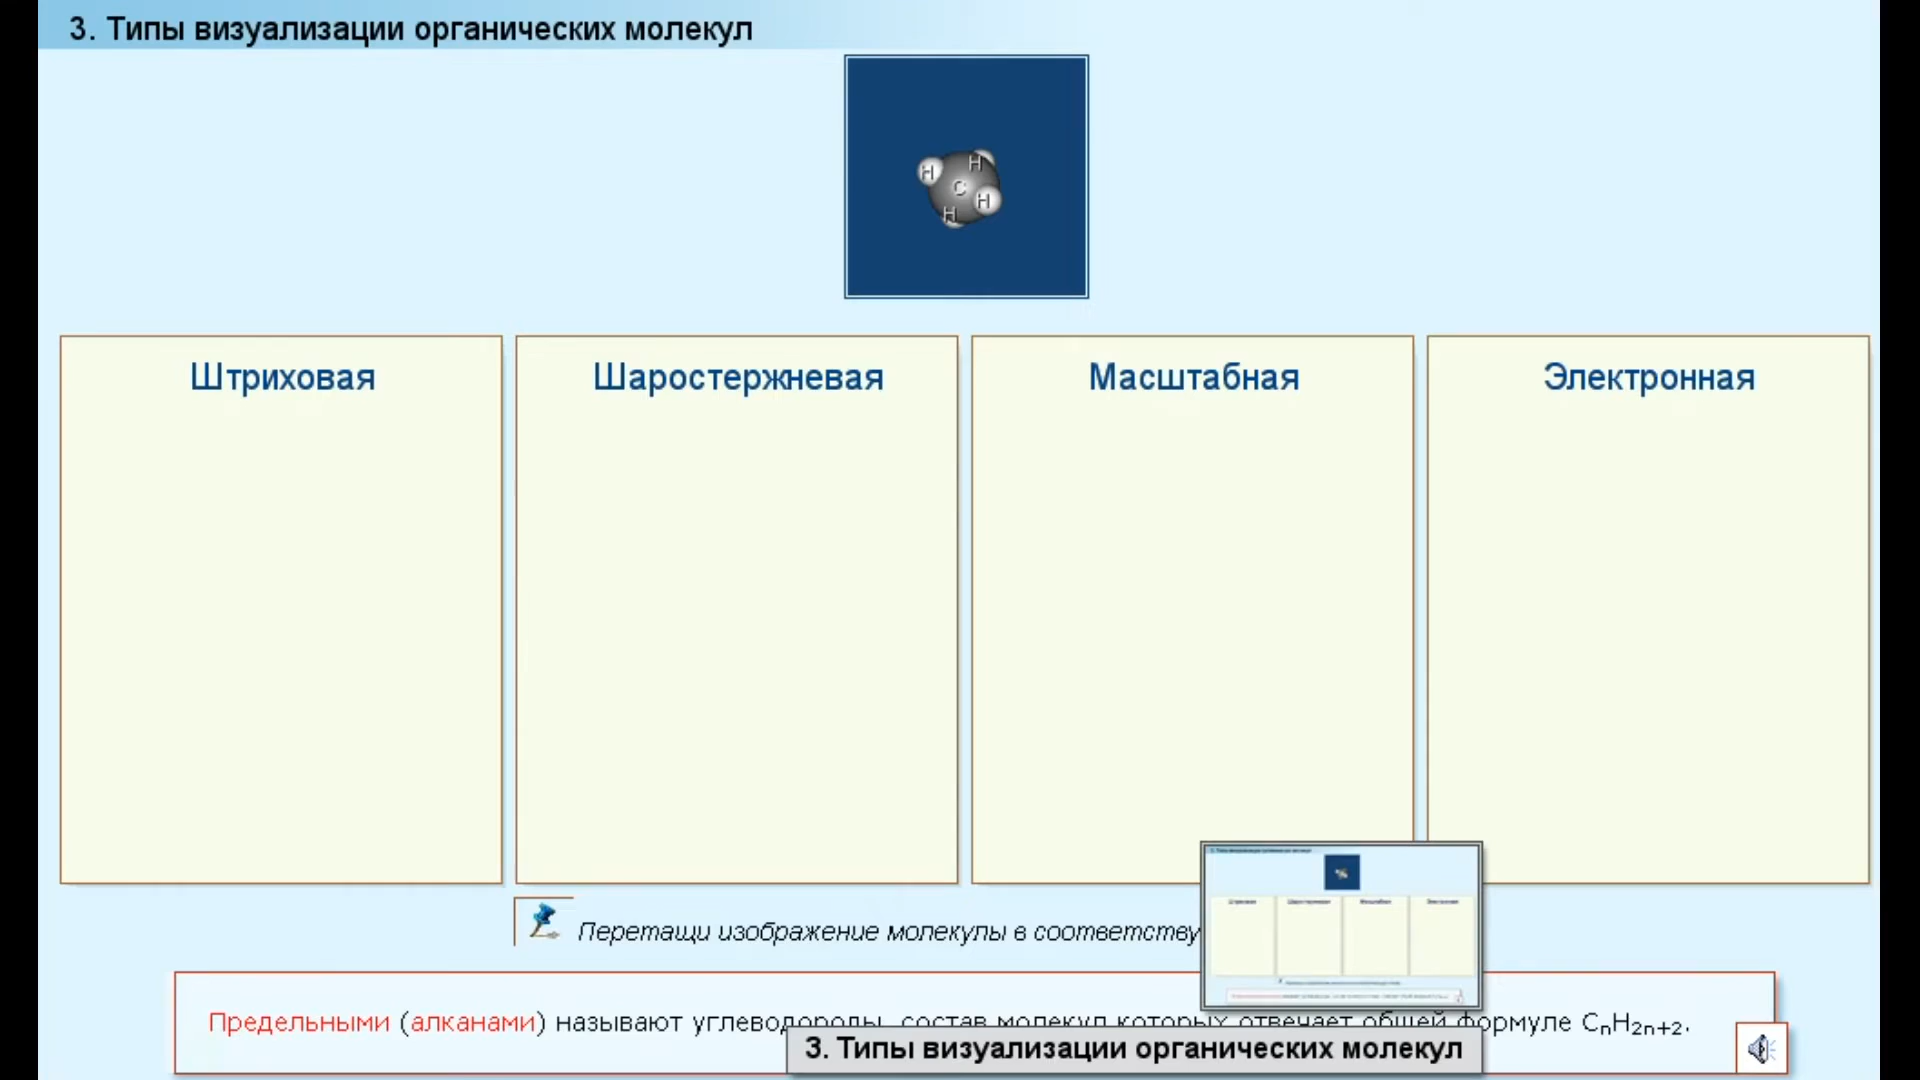 3. Типы визуализации органических молекул
H
H
C
H
H
Штриховая
Шаростержневая
Масштабная
Электронная
Перетащи изображение молекулы в соответству
Предельными (алканами) называют углеводороды, состав молекул которых отвечает общей формуле CₙH₂ₙ₊₂.
3. Типы визуализации органических молекул